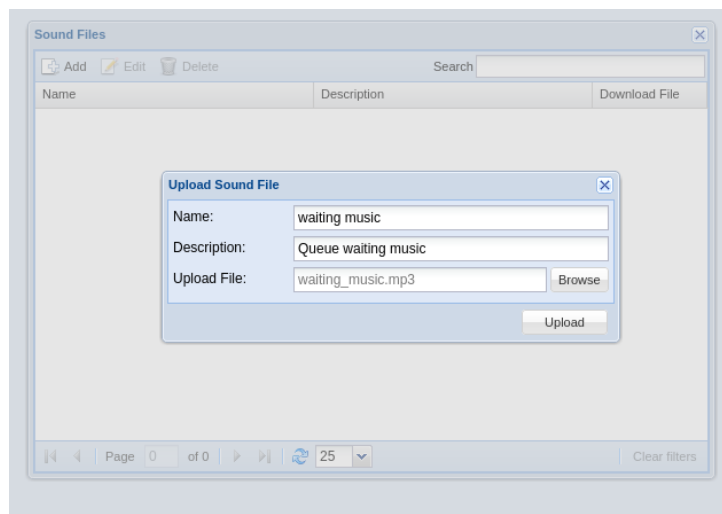 Sound Files
Add Edit Delete Search
Name Description Download File
Upload Sound File
Name: waiting music
Description: Queue waiting music
Upload File: waiting_music.mp3 Browse
Upload
Page 0 of 0 25 Clear filters